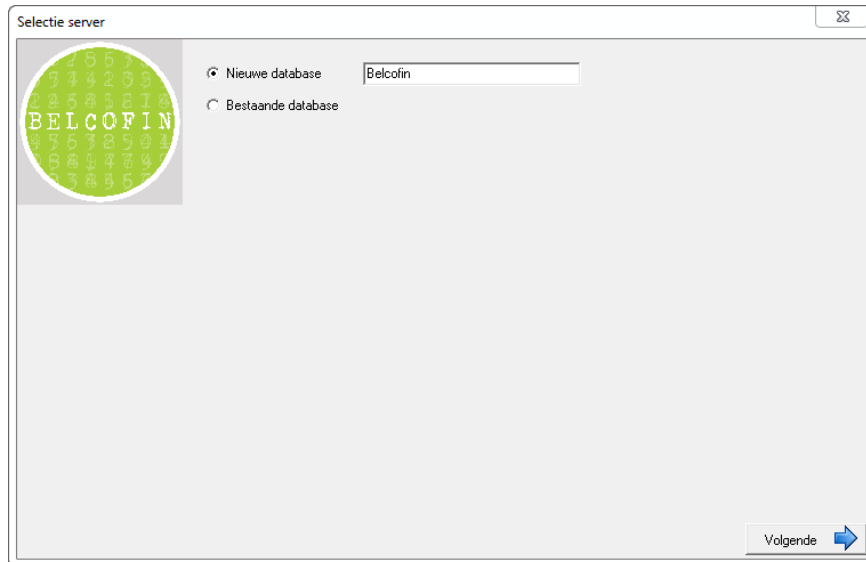 Selectie server
BELCOFIN
Nieuwe database
Belcofin
Bestaande database
Volgende